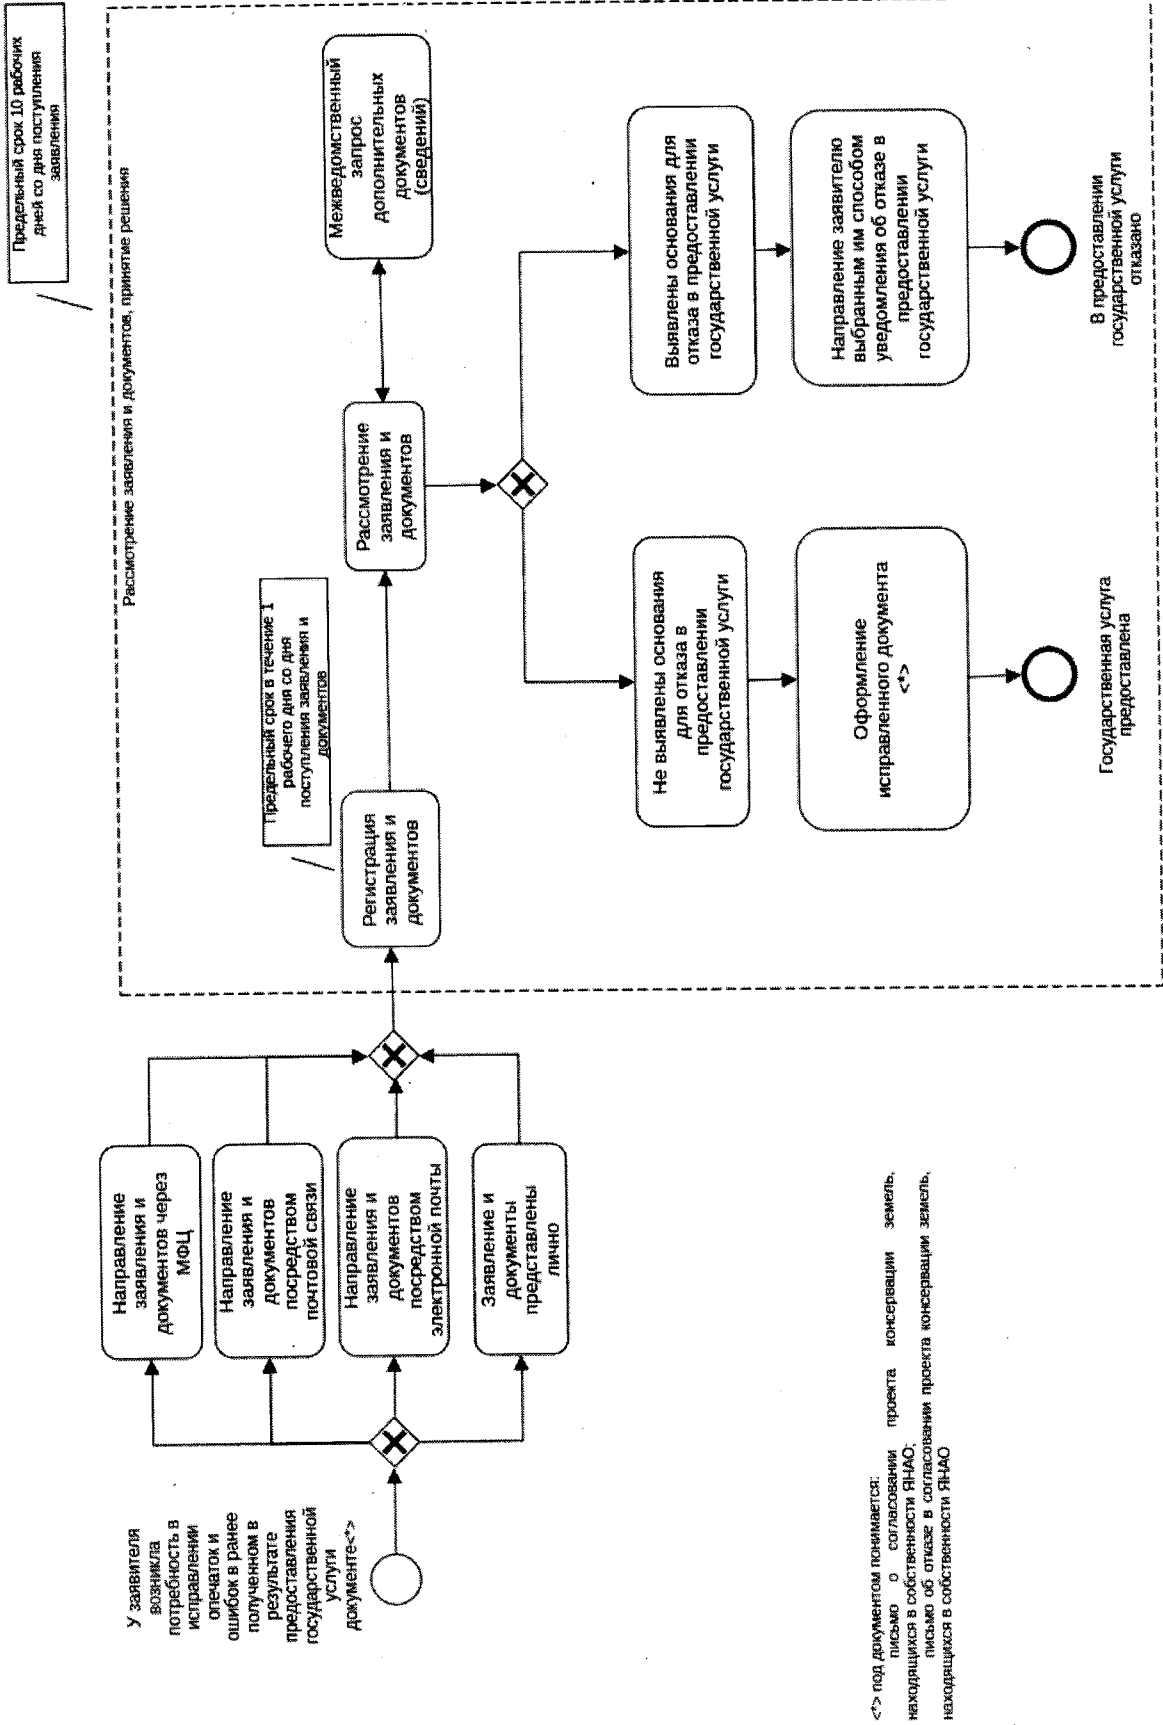 Предельный срок 10 рабочих
дней со дня поступления
заявления
Рассмотрение заявления и документов, принятие решения
У заявителя
возникла
потребность в
исправлении
опечаток и
ошибок в ранее
полученном в
результате
предоставления
государственной
услуги
документе<*>
Направление
заявления и
документов через
МФЦ
Направление
заявления и
документов
посредством
почтовой связи
Направление
заявления и
документов
посредством
электронной почты
Заявление и
документы
представлены
лично
Предельный срок в течение 1
рабочего дня со дня
поступления заявления и
документов
Регистрация
заявления и
документов
Рассмотрение
заявления и
документов
Межведомственный
запрос
дополнительных
документов
(сведений)
Не выявлены основания
для отказа в
предоставлении
государственной услуги
Оформление
исправленного документа
<*>
Государственная услуга
предоставлена
Выявлены основания для
отказа в предоставлении
государственной услуги
Направление заявителю
выбранным им способом
уведомления об отказе в
предоставлении
государственной услуги
В предоставлении
государственной услуги
отказано
<*> под документом понимается:
письмо о согласовании проекта консервации земель,
находящихся в собственности ЯНАО;
письмо об отказе в согласовании проекта консервации земель,
находящихся в собственности ЯНАО